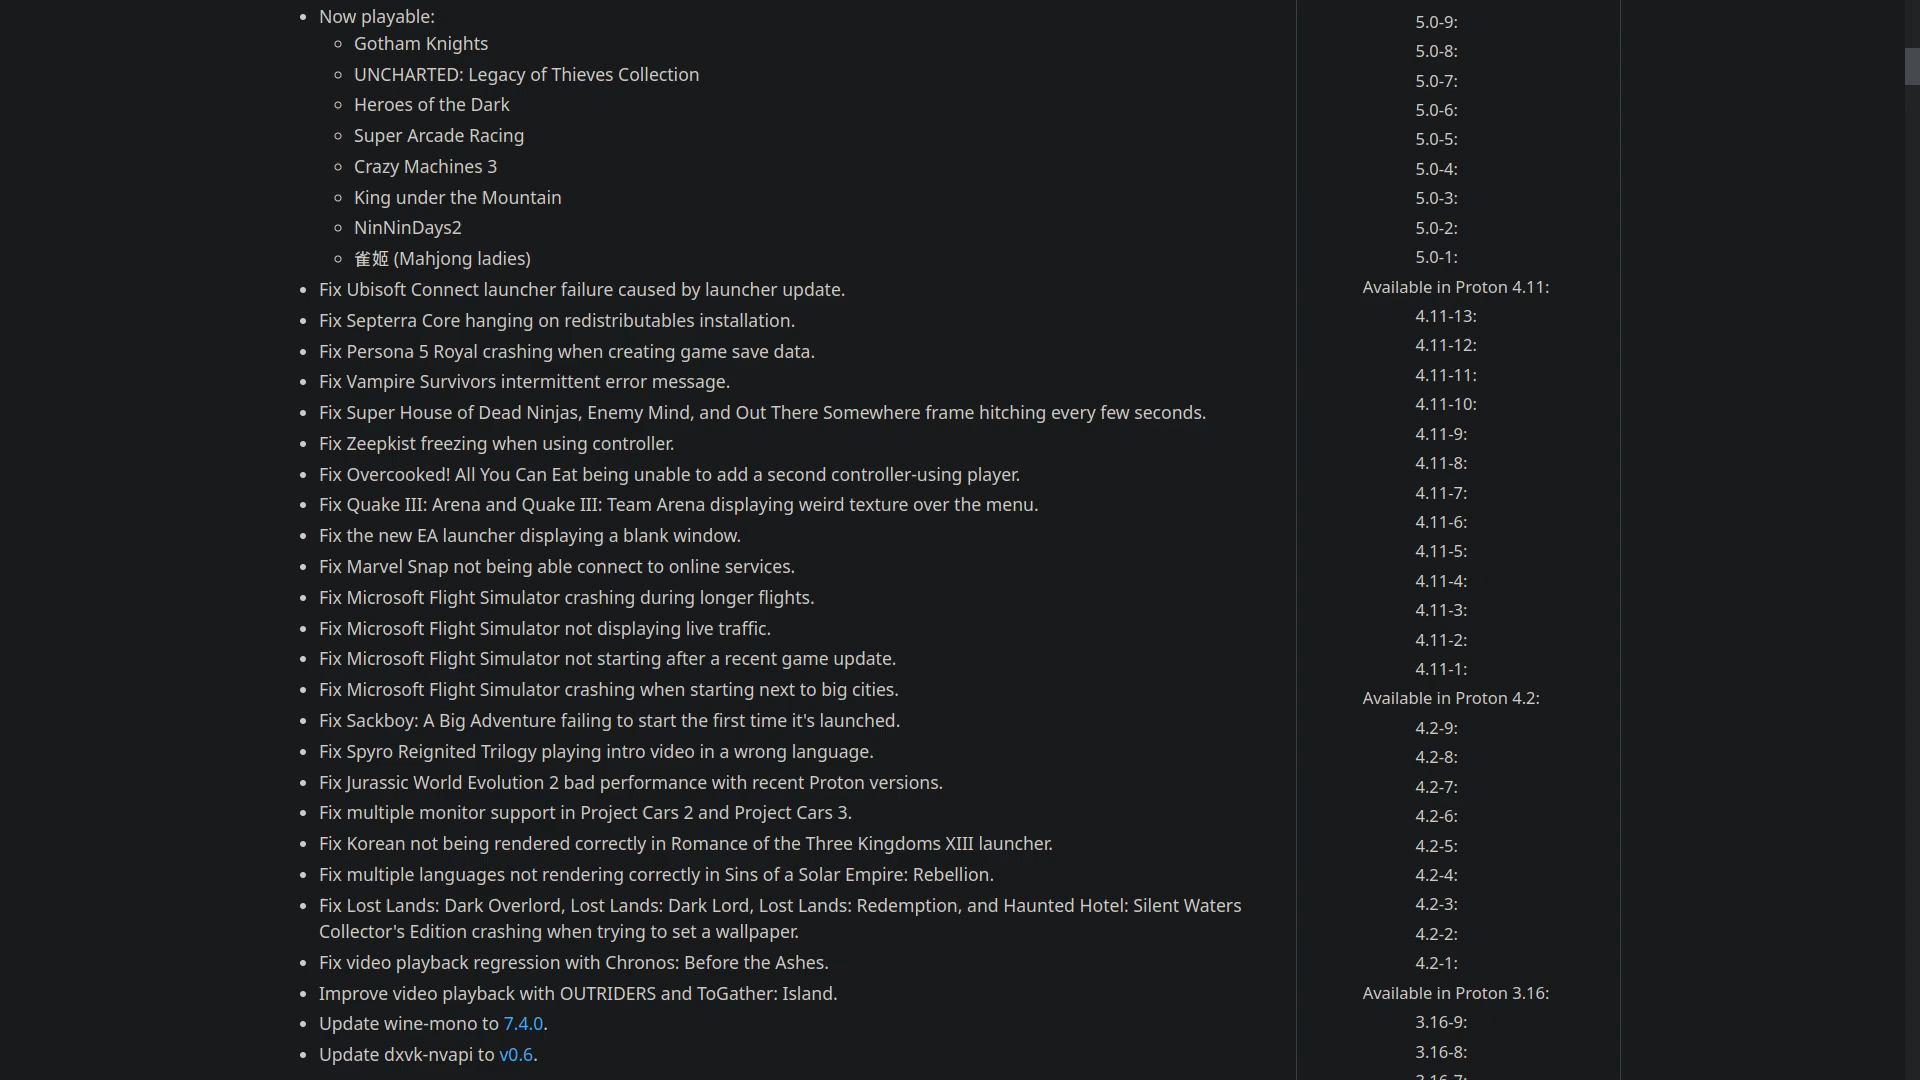 Now playable:
Gotham Knights
UNCHARTED: Legacy of Thieves Collection
Heroes of the Dark
Super Arcade Racing
Crazy Machines 3
King under the Mountain
NinNinDays2
雀姬 (Mahjong ladies)
Fix Ubisoft Connect launcher failure caused by launcher update.
Fix Septerra Core hanging on redistributables installation.
Fix Persona 5 Royal crashing when creating game save data.
Fix Vampire Survivors intermittent error message.
Fix Super House of Dead Ninjas, Enemy Mind, and Out There Somewhere frame hitching every few seconds.
Fix Zeepkist freezing when using controller.
Fix Overcooked! All You Can Eat being unable to add a second controller-using player.
Fix Quake III: Arena and Quake III: Team Arena displaying weird texture over the menu.
Fix the new EA launcher displaying a blank window.
Fix Marvel Snap not being able connect to online services.
Fix Microsoft Flight Simulator crashing during longer flights.
Fix Microsoft Flight Simulator not displaying live traffic.
Fix Microsoft Flight Simulator not starting after a recent game update.
Fix Microsoft Flight Simulator crashing when starting next to big cities.
Fix Sackboy: A Big Adventure failing to start the first time it's launched.
Fix Spyro Reignited Trilogy playing intro video in a wrong language.
Fix Jurassic World Evolution 2 bad performance with recent Proton versions.
Fix multiple monitor support in Project Cars 2 and Project Cars 3.
Fix Korean not being rendered correctly in Romance of the Three Kingdoms XIII launcher.
Fix multiple languages not rendering correctly in Sins of a Solar Empire: Rebellion.
Fix Lost Lands: Dark Overlord, Lost Lands: Dark Lord, Lost Lands: Redemption, and Haunted Hotel: Silent Waters
Collector's Edition crashing when trying to set a wallpaper.
Fix video playback regression with Chronos: Before the Ashes.
Improve video playback with OUTRIDERS and ToGather: Island.
Update wine-mono to 7.4.0.
Update dxvk-nvapi to v0.6.
5.0-9:
5.0-8:
5.0-7:
5.0-6:
5.0-5:
5.0-4:
5.0-3:
5.0-2:
5.0-1:
Available in Proton 4.11:
4.11-13:
4.11-12:
4.11-11:
4.11-10:
4.11-9:
4.11-8:
4.11-7:
4.11-6:
4.11-5:
4.11-4:
4.11-3:
4.11-2:
4.11-1:
Available in Proton 4.2:
4.2-9:
4.2-8:
4.2-7:
4.2-6:
4.2-5:
4.2-4:
4.2-3:
4.2-2:
4.2-1:
Available in Proton 3.16:
3.16-9:
3.16-8:
3.16-7: